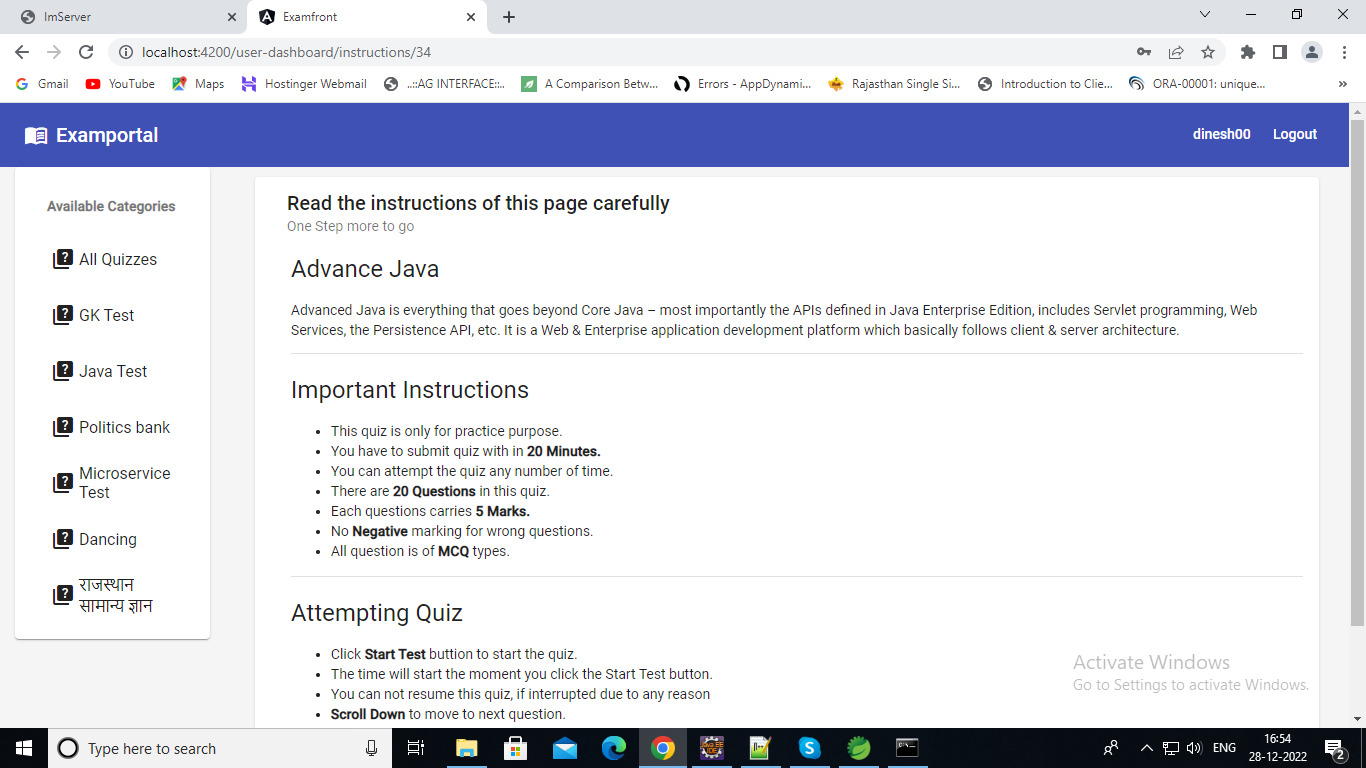 ImServer
Examfront
localhost:4200/user-dashboard/instructions/34
Gmail
YouTube
Maps
Hostinger Webmail
..::AG INTERFACE::..
A Comparison Betw...
Errors - AppDynami...
Rajasthan Single Si...
Introduction to Clie...
ORA-00001: unique...
Examportal
dinesh00
Logout
Available Categories
All Quizzes
GK Test
Java Test
Politics bank
Microservice
Test
Dancing
राजस्थान
सामान्य ज्ञान
Read the instructions of this page carefully
One Step more to go
Advance Java
Advanced Java is everything that goes beyond Core Java – most importantly the APIs defined in Java Enterprise Edition, includes Servlet programming, Web
Services, the Persistence API, etc. It is a Web & Enterprise application development platform which basically follows client & server architecture.
Important Instructions
• This quiz is only for practice purpose.
• You have to submit quiz with in 20 Minutes.
• You can attempt the quiz any number of time.
• There are 20 Questions in this quiz.
• Each questions carries 5 Marks.
• No Negative marking for wrong questions.
• All question is of MCQ types.
Attempting Quiz
• Click Start Test buttion to start the quiz.
• The time will start the moment you click the Start Test button.
• You can not resume this quiz, if interrupted due to any reason
• Scroll Down to move to next question.
Activate Windows
Go to Settings to activate Windows.
Type here to search
ENG
16:54
28-12-2022
2